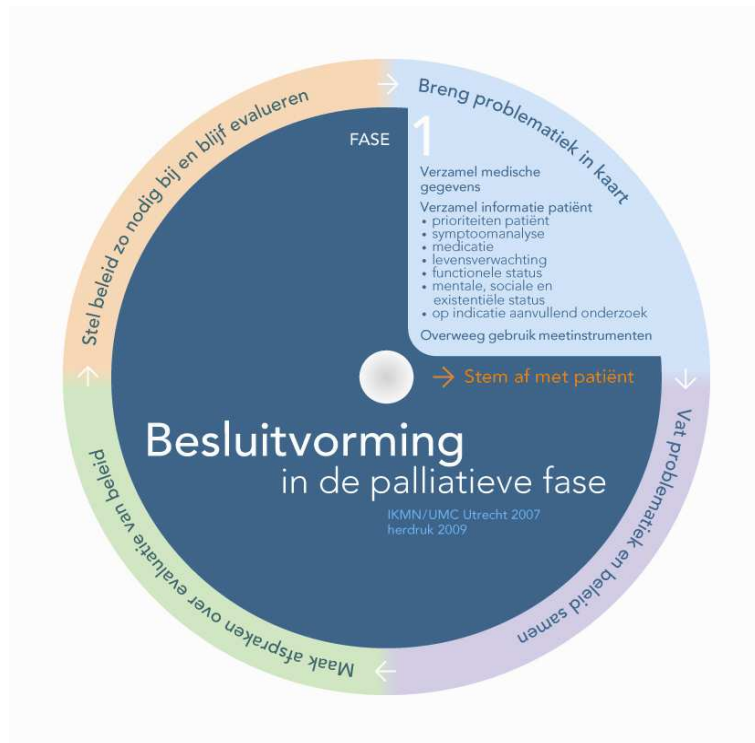 Breng problematiek in kaart
FASE 1
Verzamel medische
gegevens
Verzamel informatie patiënt
• prioriteiten patiënt
• symptoomanalyse
• medicatie
• levensverwachting
• functionele status
• mentale, sociale en
existentiële status
• op indicatie aanvullend onderzoek
Overweeg gebruik meetinstrumenten
→ Stem af met patiënt
Besluitvorming
in de palliatieve fase
IKMN/UMC Utrecht 2007
herdruk 2009
Vat problematiek en beleid samen
Maak afspraken over evaluatie van beleid
Stel beleid zo nodig bij en blijf evalueren